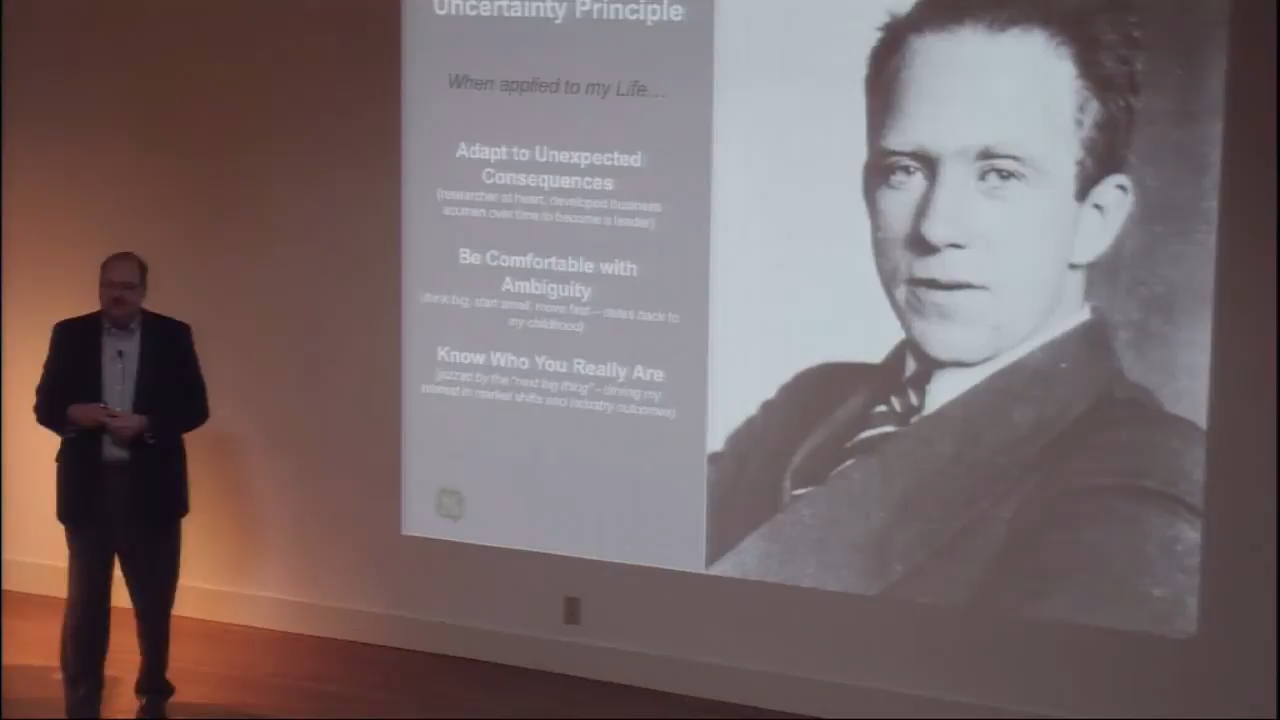 Uncertainty Principle
When applied to my Life....
Adapt to Unexpected
Consequences
(researcher at heart, developed business
acumen over time to become a leader)
Be Comfortable with
Ambiguity
(think big, start small, move fast – dates back to
my childhood)
Know Who You Really Are
(jazzed by the "next big thing" – driving my
interest in market shifts and industry outcomes)